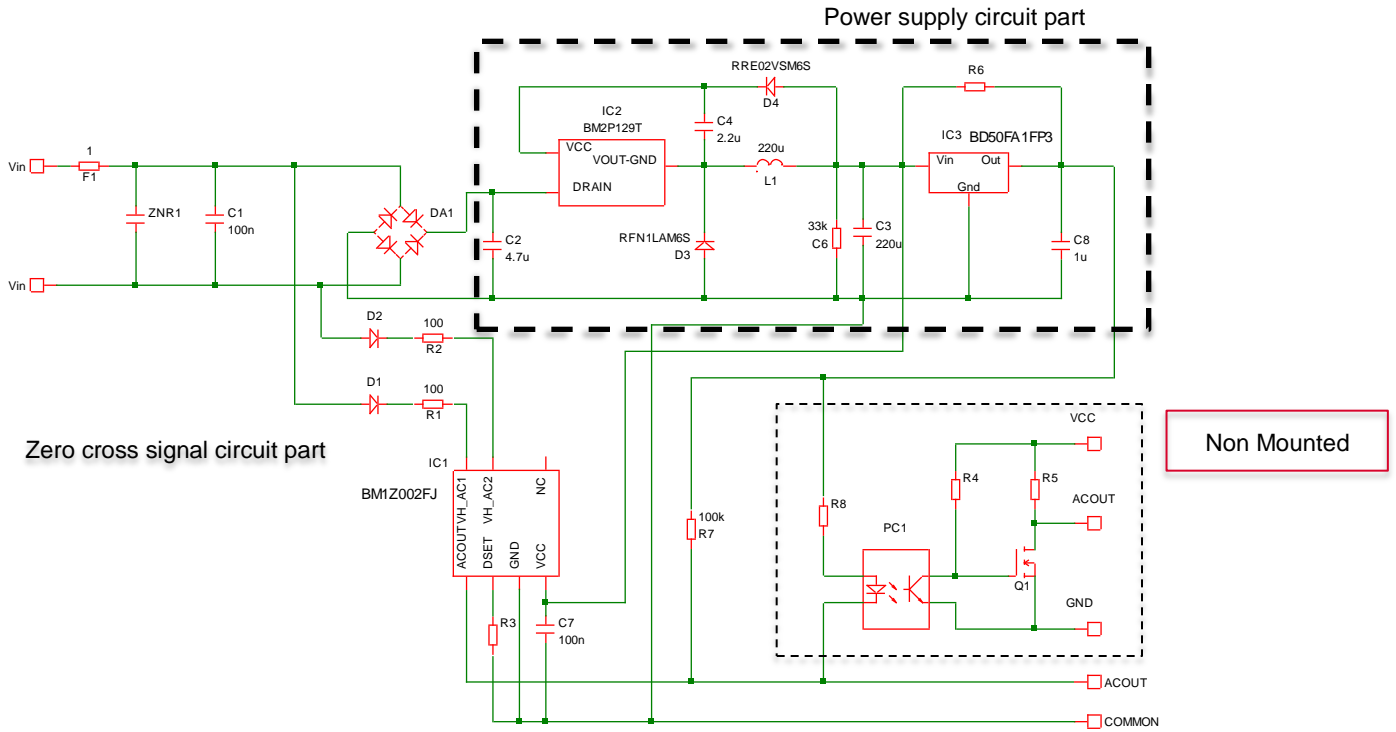 Power supply circuit part
RRE02VSM6S
D4
R6
IC2
BM2P129T
C4
2.2u
IC3
BD50FA1FP3
VCC
VOUT-GND
DRAIN
220u
L1
Vin
Out
Gnd
1
Vin
F1
ZNR1
C1
100n
DA1
C2
4.7u
RFN1LAM6S
D3
33k
C6
C3
220u
C8
1u
Vin
D2
100
R2
D1
100
R1
Zero cross signal circuit part
IC1
BM1Z002FJ
VH_AC1
VH_AC2
NC
ACOUT
DSET
GND
VCC
R3
C7
100n
100k
R7
R8
PC1
R4
R5
Q1
VCC
ACOUT
GND
Non Mounted
ACOUT
COMMON